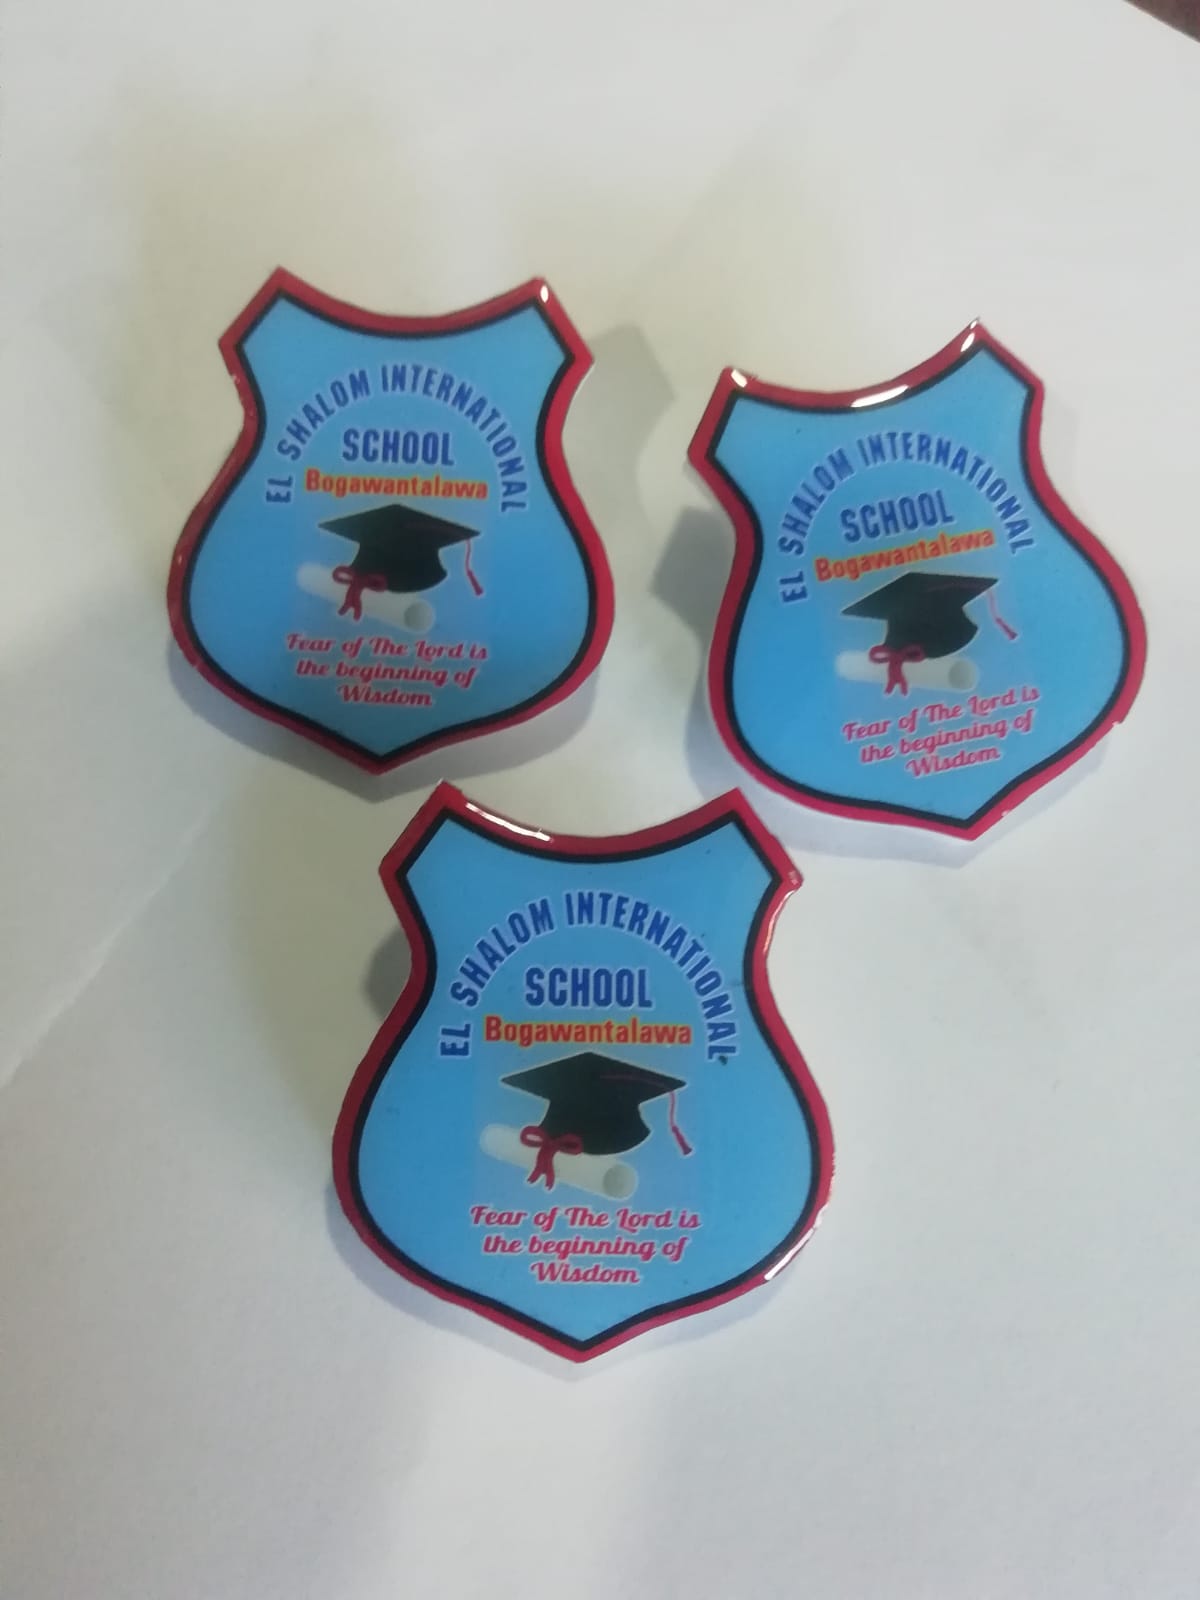 EL SHALOM INTERNATIONAL
SCHOOL
Bogawantalawa
Fear of The Lord is
the beginning of
Wisdom
EL SHALOM INTERNATIONAL
SCHOOL
Bogawantalawa
Fear of The Lord is
the beginning of
Wisdom
EL SHALOM INTERNATIONAL
SCHOOL
Bogawantalawa
Fear of The Lord is
the beginning of
Wisdom